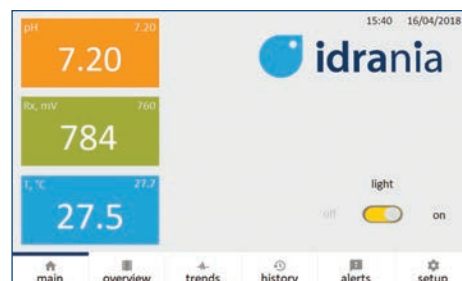 15:40 16/04/2018
pH 7.20
7.20
idrania
Rx, mV 760
784
T, °C 27.7
27.5
light
off on
main overview trends history alerts setup